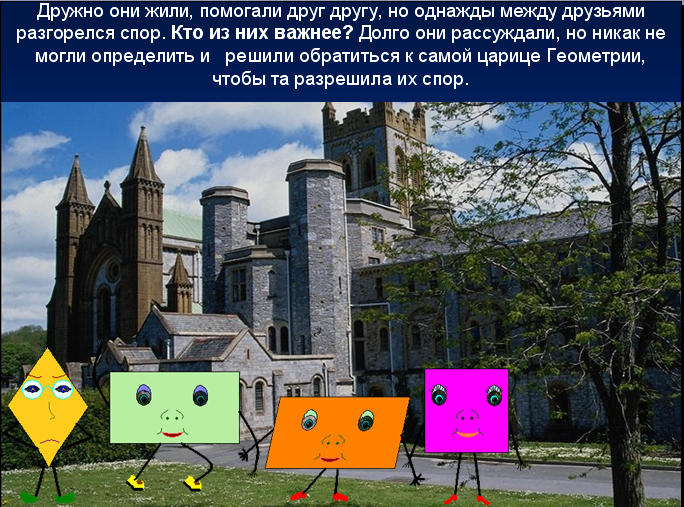 Дружно они жили, помогали друг другу, но однажды между друзьями
разгорелся спор. Кто из них важнее? Долго они рассуждали, но никак не
могли определить и решили обратиться к самой царице Геометрии,
чтобы та разрешила их спор.